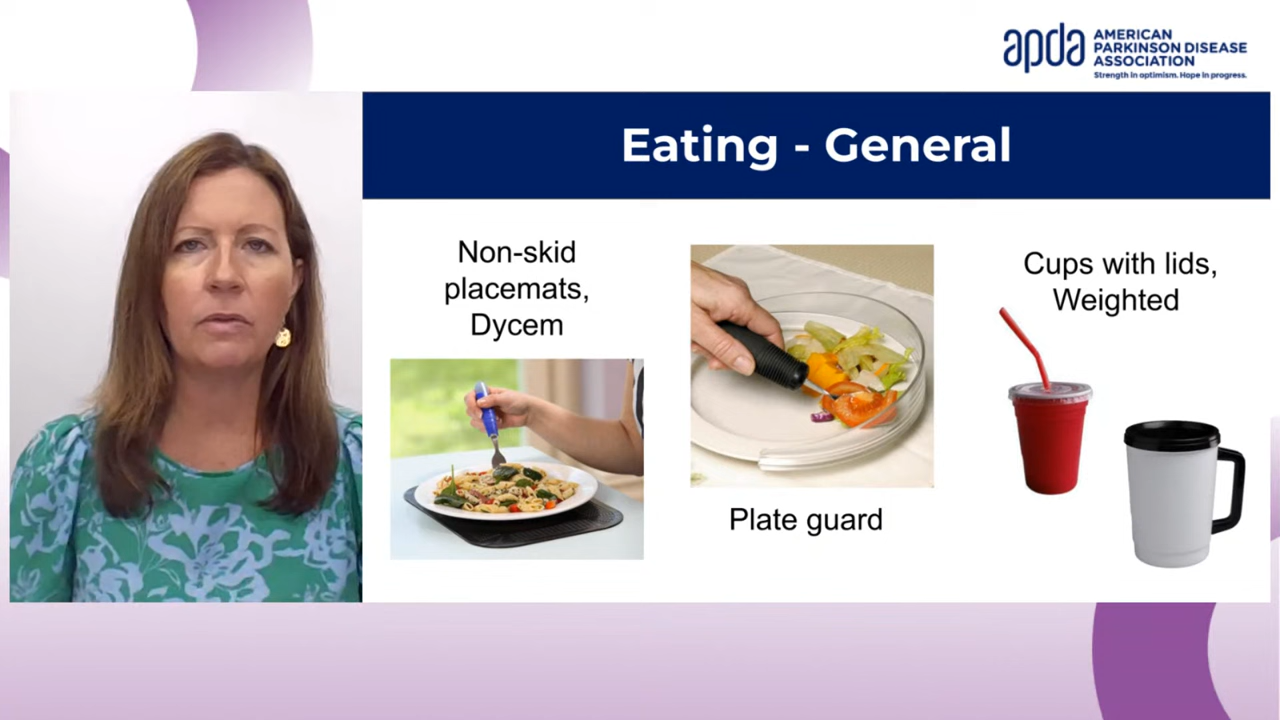 apda AMERICAN
PARKINSON DISEASE
ASSOCIATION
Strength in optimism. Hope in progress.
Eating - General
Non-skid
placemats,
Dycem
Plate guard
Cups with lids,
Weighted